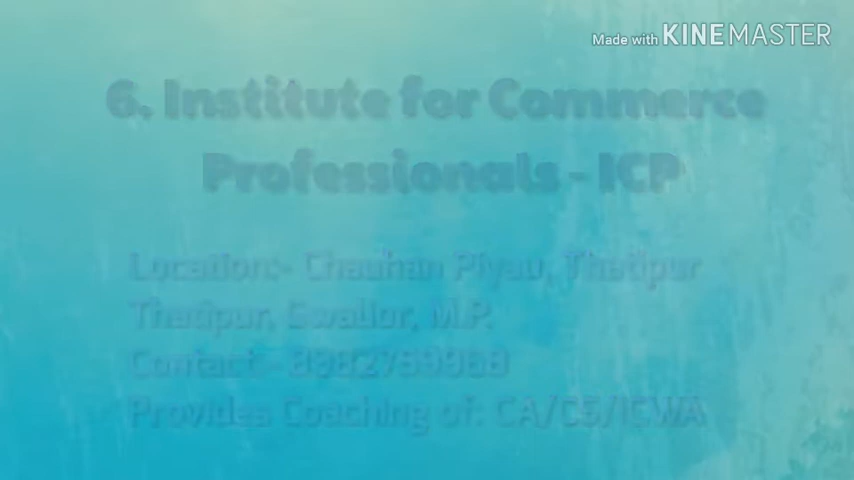 Made with KINEMASTER
6. Institute for Commerce
Professionals - ICP
Location:- Chauhan Piyau, Thatipur
Thatipur, Gwalior, M.P.
Contact:-
Provides Coaching of: CA/CS/ICWA